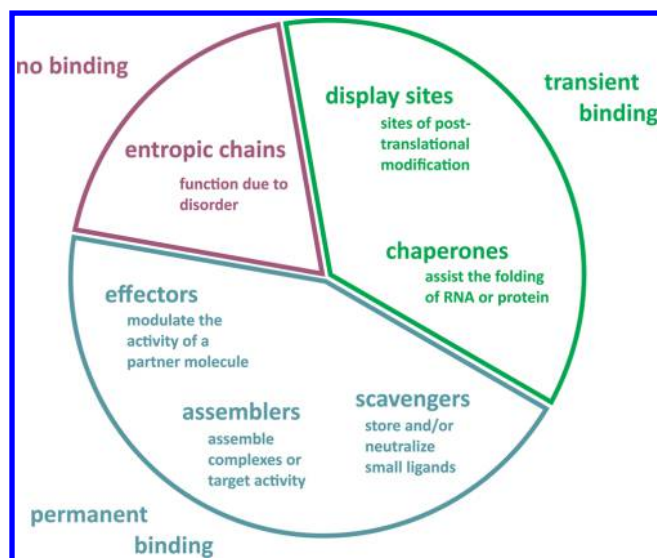 no binding
entropic chains
function due to
disorder
display sites
sites of post-
translational
modification
transient
binding
chaperones
assist the folding
of RNA or protein
effectors
modulate the
activity of a
partner molecule
assemblers
assemble
complexes or
target activity
scavengers
store and/or
neutralize
small ligands
permanent
binding